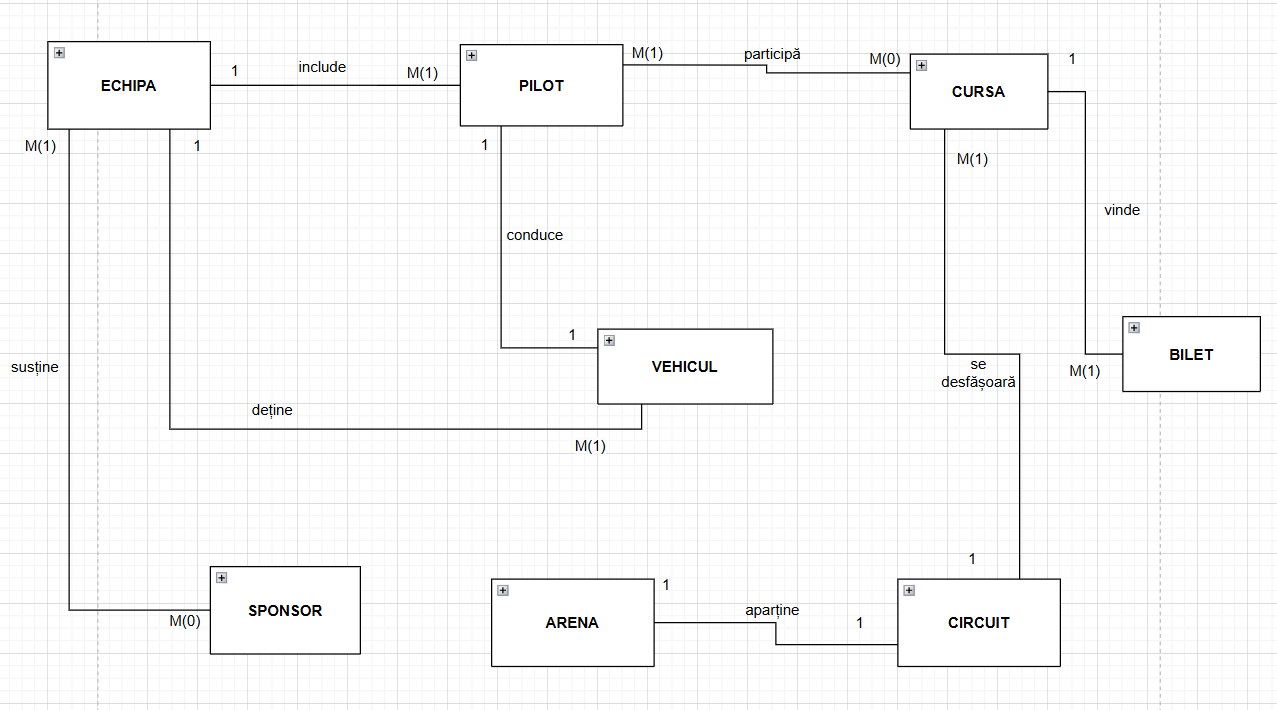 M(1)
participă
M(0)
1
1
include
M(1)
ECHIPA
PILOT
CURSA
M(1)
1
1
M(1)
vinde
conduce
1
M(1)
BILET
VEHICUL
susține
se
desfășoară
deține
M(1)
1
1
aparține
SPONSOR
M(0)
ARENA
1
CIRCUIT